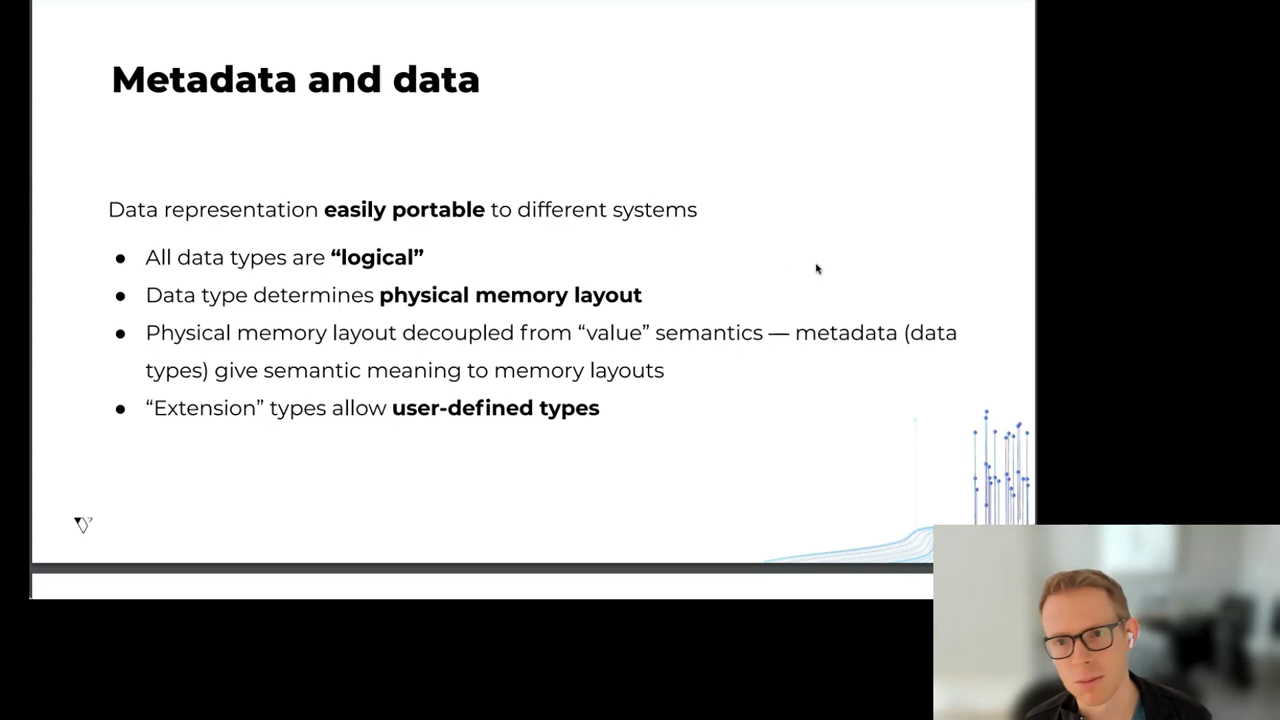 Metadata and data
Data representation easily portable to different systems
● All data types are “logical”
● Data type determines physical memory layout
● Physical memory layout decoupled from “value” semantics — metadata (data
types) give semantic meaning to memory layouts
● “Extension” types allow user-defined types